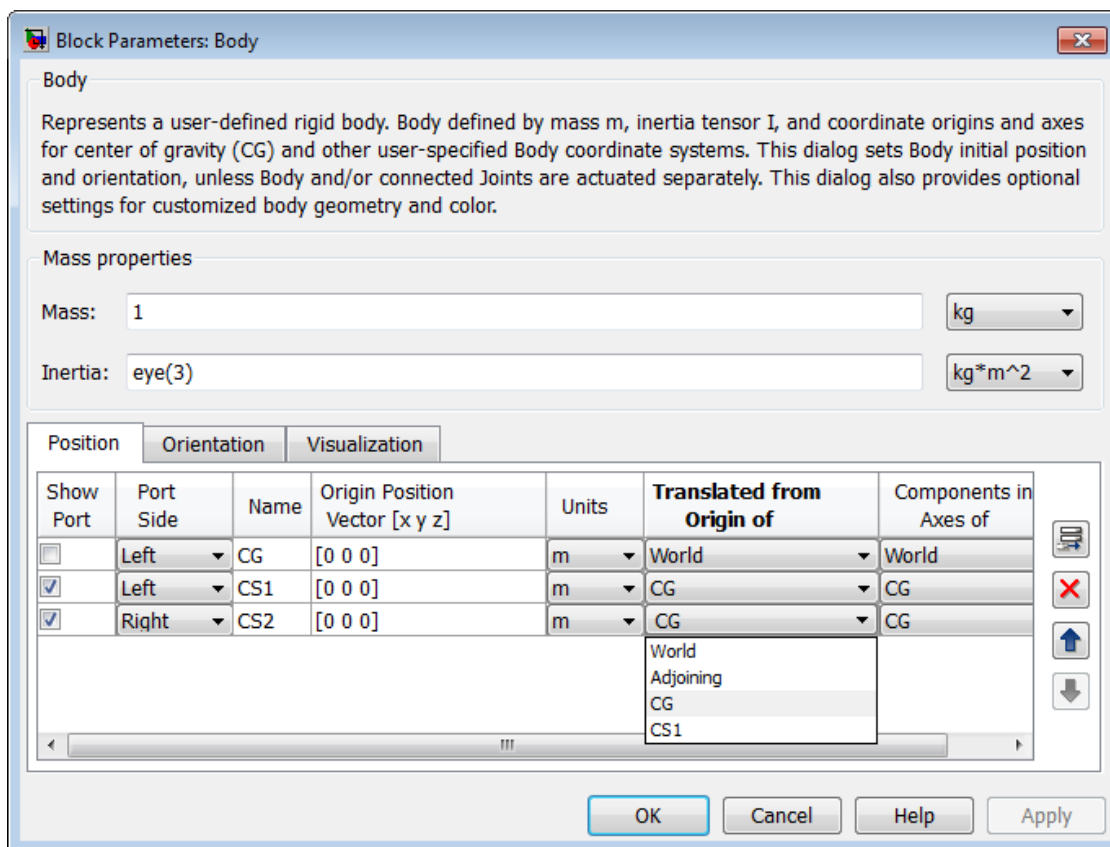 Block Parameters: Body
Body
Represents a user-defined rigid body. Body defined by mass m, inertia tensor I, and coordinate origins and axes
for center of gravity (CG) and other user-specified Body coordinate systems. This dialog sets Body initial position
and orientation, unless Body and/or connected Joints are actuated separately. This dialog also provides optional
settings for customized body geometry and color.
Mass properties
Mass: 1 kg
Inertia: eye(3) kg*m^2
Position Orientation Visualization
Show Port Name Origin Position Units Translated from Components in
Port Side Vector [x y z] Origin of Axes of
Left CG [0 0 0] m World World
Left CS1 [0 0 0] m CG CG
Right CS2 [0 0 0] m CG CG
World
Adjoining
CG
CS1
OK Cancel Help Apply